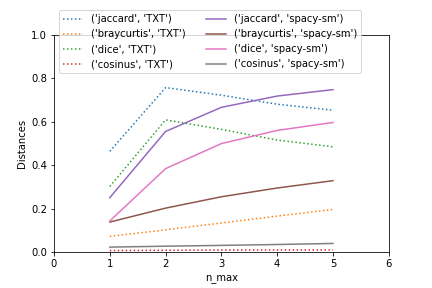 ('jaccard', 'TXT') ('jaccard', 'spacy-sm')
('braycurtis', 'TXT') ('braycurtis', 'spacy-sm')
('dice', 'TXT') ('dice', 'spacy-sm')
('cosinus', 'TXT') ('cosinus', 'spacy-sm')
1.0
0.8
0.6
0.4
0.2
0.0
Distances
0 1 2 3 4 5 6
n_max